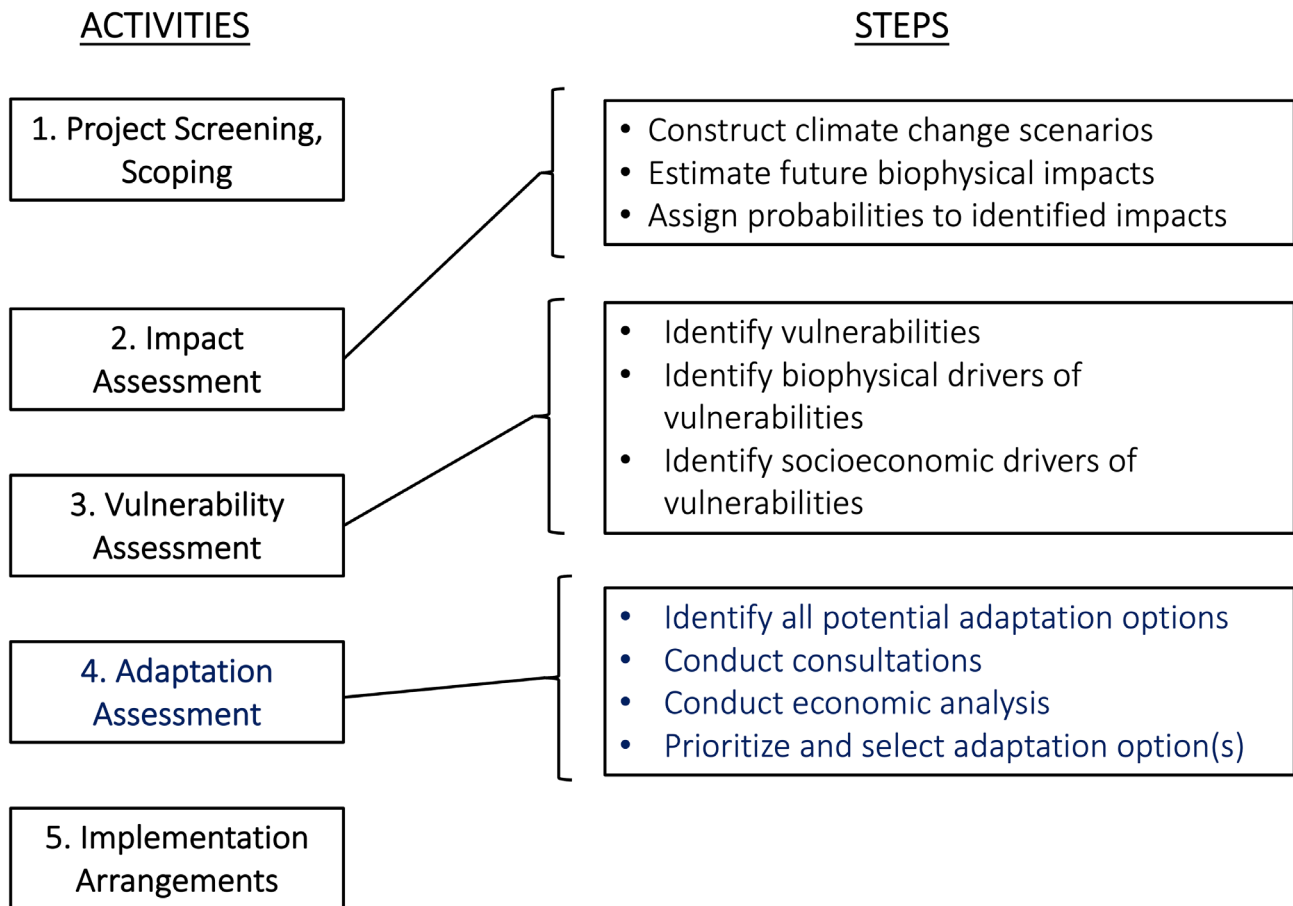 ACTIVITIES
STEPS
1. Project Screening,
Scoping
• Construct climate change scenarios
• Estimate future biophysical impacts
• Assign probabilities to identified impacts
2. Impact
Assessment
• Identify vulnerabilities
• Identify biophysical drivers of
vulnerabilities
• Identify socioeconomic drivers of
vulnerabilities
3. Vulnerability
Assessment
• Identify all potential adaptation options
• Conduct consultations
• Conduct economic analysis
• Prioritize and select adaptation option(s)
4. Adaptation
Assessment
5. Implementation
Arrangements